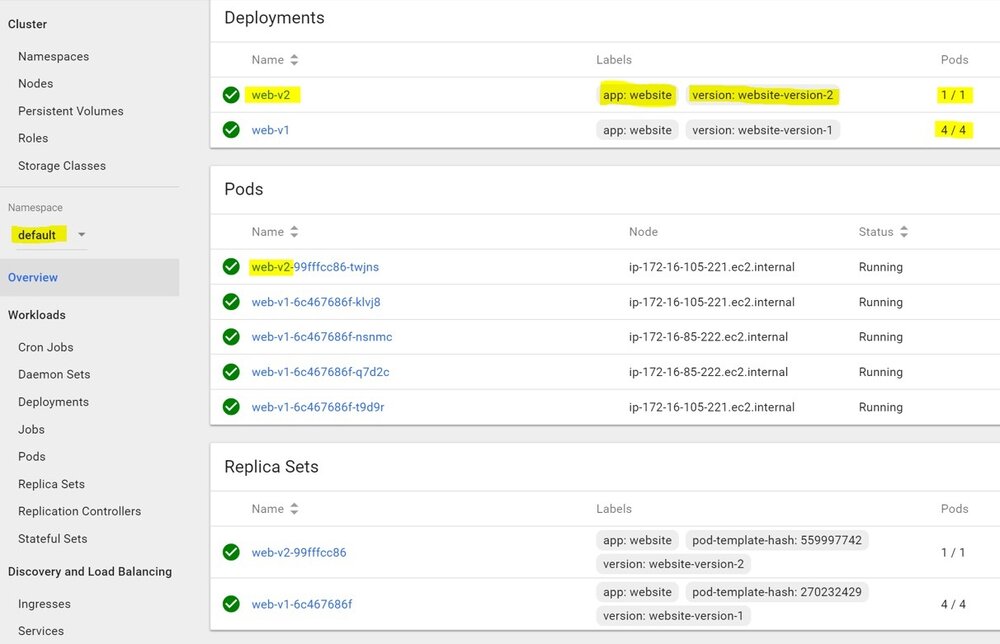 Cluster
Namespaces
Nodes
Persistent Volumes
Roles
Storage Classes
Namespace
default
Overview
Workloads
Cron Jobs
Daemon Sets
Deployments
Jobs
Pods
Replica Sets
Replication Controllers
Stateful Sets
Discovery and Load Balancing
Ingresses
Services
Deployments
Name Labels Pods
web-v2 app: website version: website-version-2 1 / 1
web-v1 app: website version: website-version-1 4 / 4
Pods
Name Node Status
web-v2-99fffcc86-twjns ip-172-16-105-221.ec2.internal Running
web-v1-6c467686f-klvj8 ip-172-16-105-221.ec2.internal Running
web-v1-6c467686f-nsnmc ip-172-16-85-222.ec2.internal Running
web-v1-6c467686f-q7d2c ip-172-16-85-222.ec2.internal Running
web-v1-6c467686f-t9d9r ip-172-16-105-221.ec2.internal Running
Replica Sets
Name Labels Pods
web-v2-99fffcc86 app: website pod-template-hash: 559997742 1 / 1
version: website-version-2
web-v1-6c467686f app: website pod-template-hash: 270232429 4 / 4
version: website-version-1